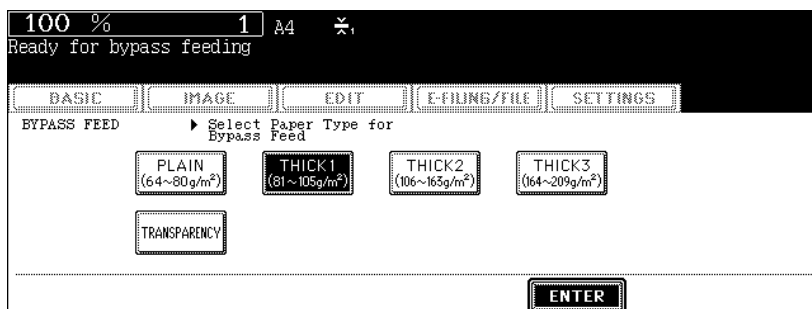 100 % 1 A4 1
Ready for bypass feeding
BASIC IMAGE EDIT E-FILING/FILE SETTINGS
BYPASS FEED Select Paper Type for
Bypass Feed
PLAIN THICK1 THICK2 THICK3
(64~80g/m²) (81~105g/m²) (106~163g/m²) (164~209g/m²)
TRANSPARENCY
ENTER